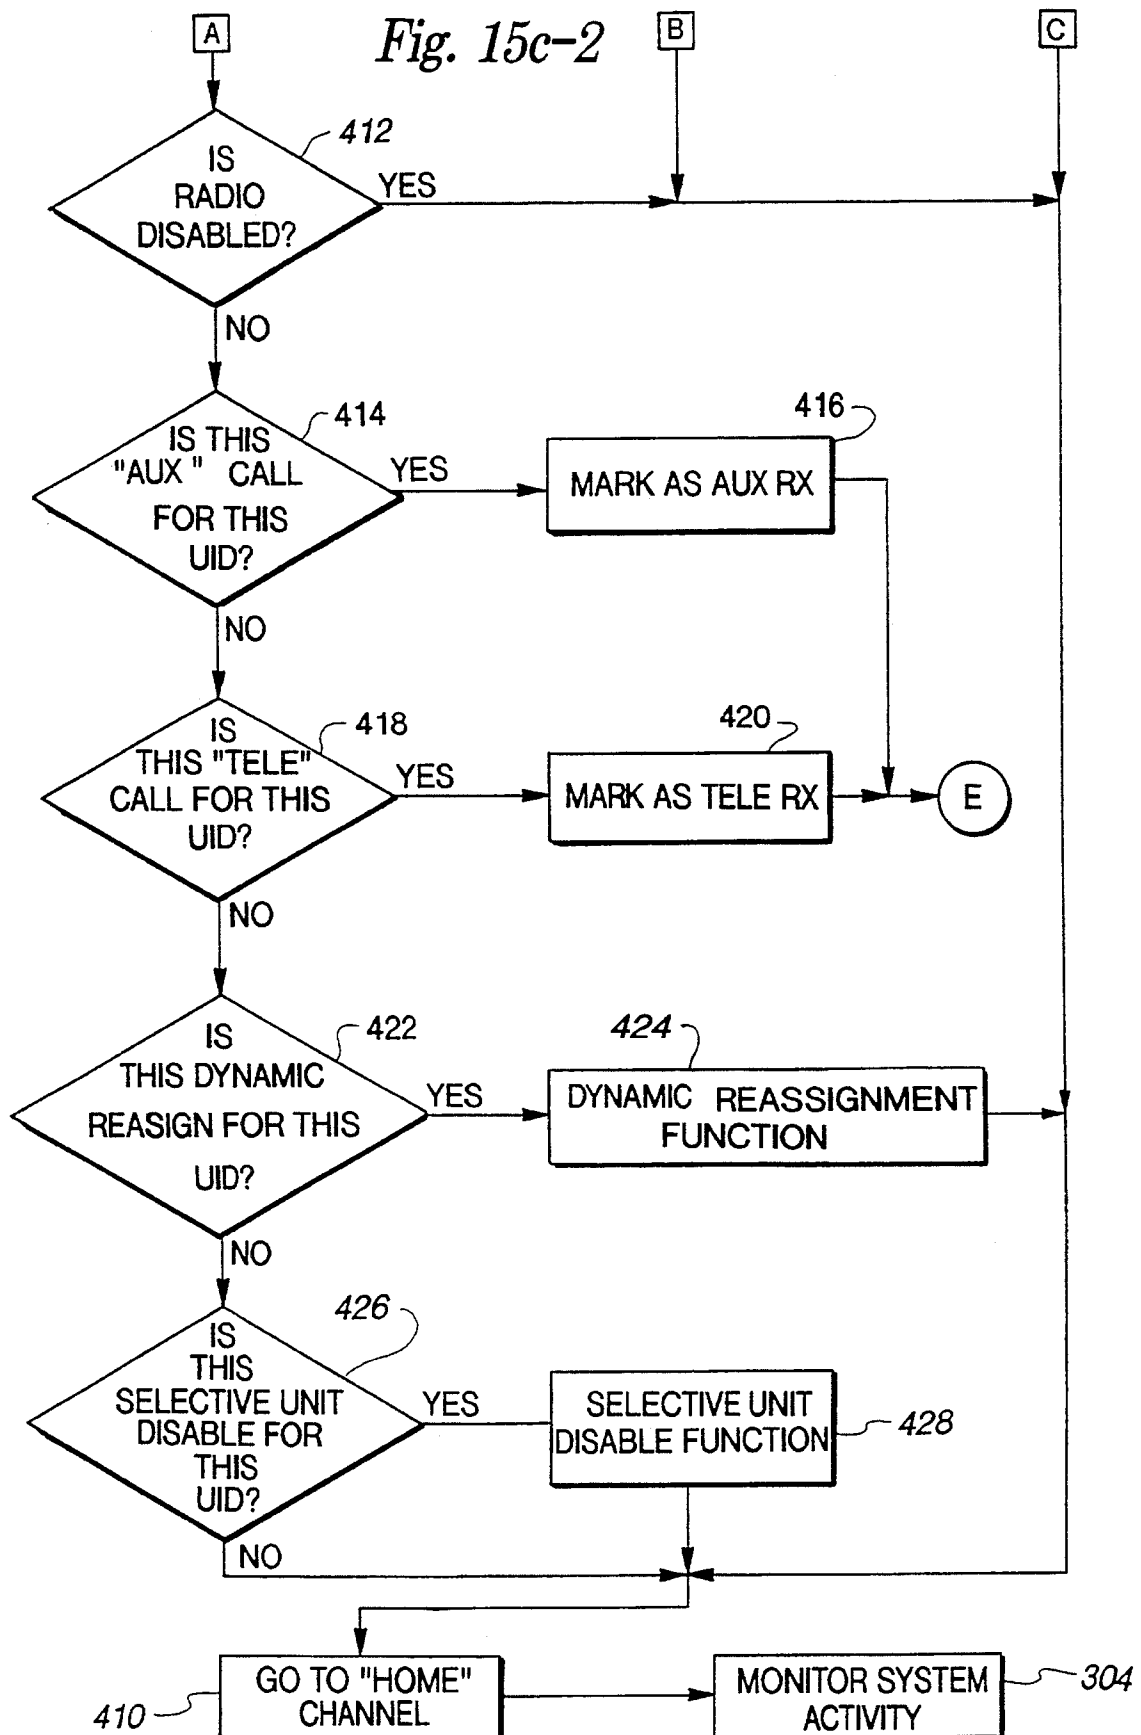 A
Fig. 15c-2
B
C
412
IS
RADIO
DISABLED?
YES
NO
414
IS THIS
"AUX" CALL
FOR THIS
UID?
YES
416
MARK AS AUX RX
NO
418
IS
THIS "TELE"
CALL FOR THIS
UID?
YES
420
MARK AS TELE RX
E
NO
422
IS
THIS DYNAMIC
REASIGN FOR THIS
UID?
YES
424
DYNAMIC REASSIGNMENT
FUNCTION
NO
426
IS
THIS
SELECTIVE UNIT
DISABLE FOR
THIS
UID?
YES
SELECTIVE UNIT
DISABLE FUNCTION
428
NO
GO TO "HOME"
CHANNEL
410
MONITOR SYSTEM
ACTIVITY
304